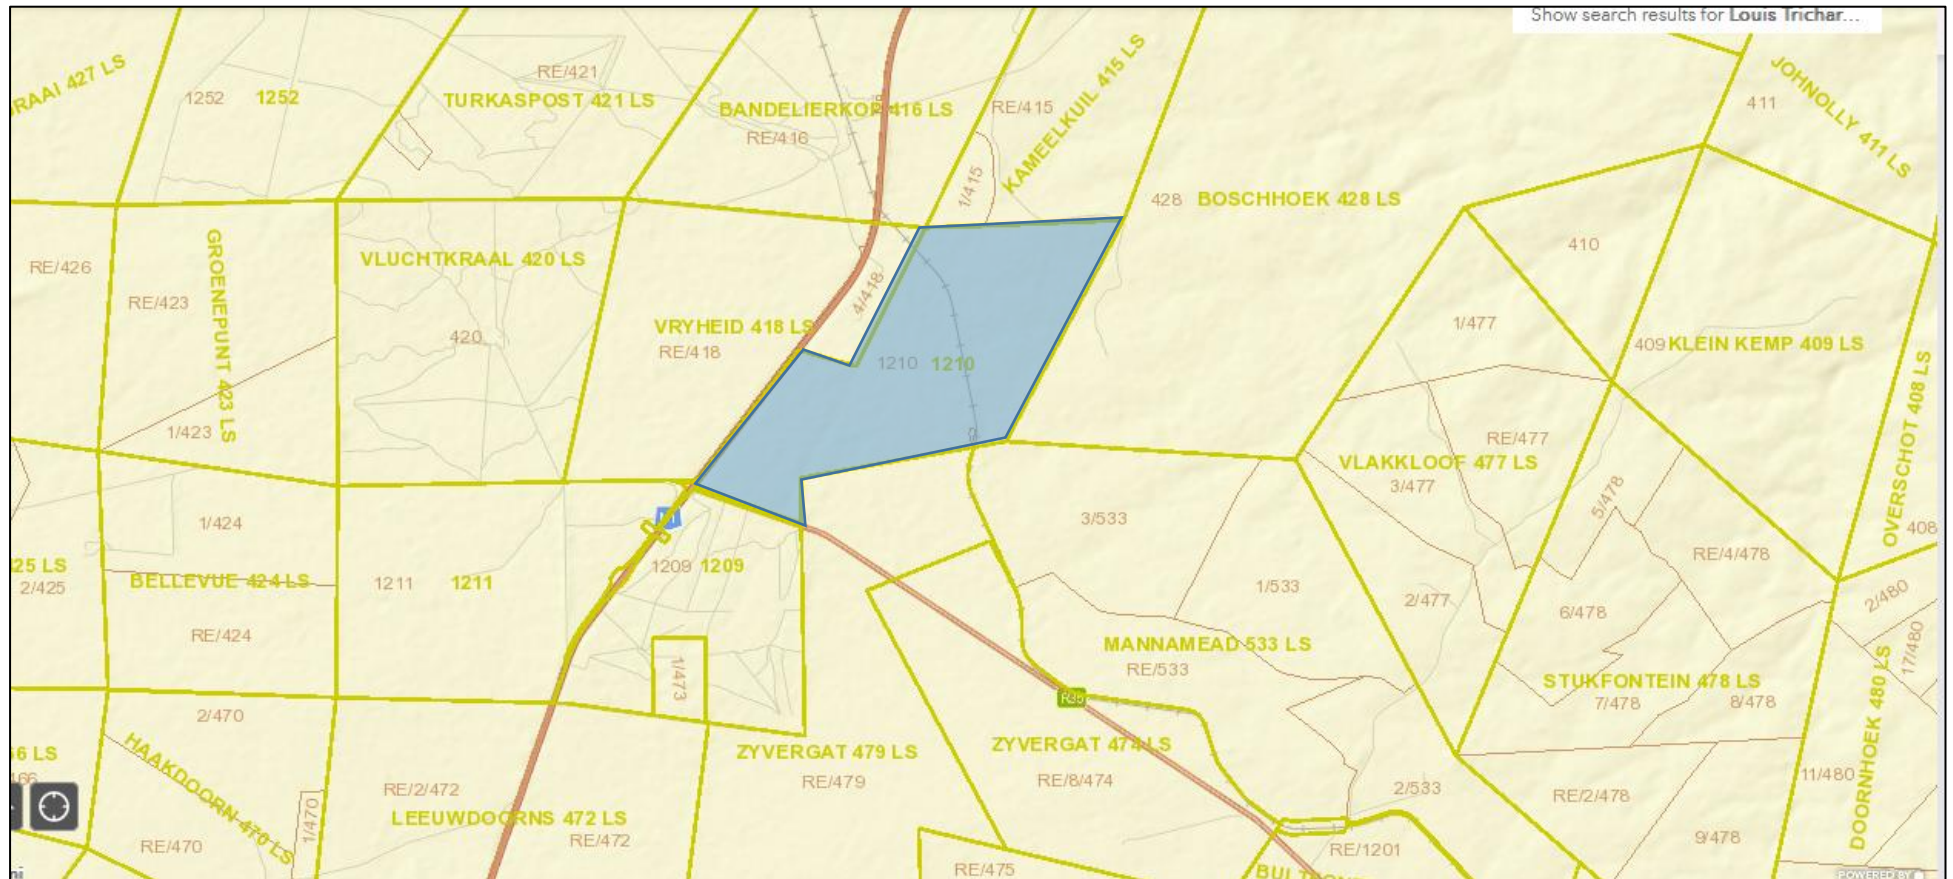 Show search results for Louis Trichar...
RAAI 427 LS
1252
1252
RE/421
TURKASPOST 421 LS
BANDELIERKOP 416 LS
RE/416
RE/415
KAMEELKUIL 415 LS
1/415
411
JOHNOLLY 411 LS
428
BOSCHHOEK 428 LS
410
RE/426
RE/423
GROENEPUNT 423 LS
VLUCHTKRAAL 420 LS
420
VRYHEID 418 LS
RE/418
4/418
1210
1210
1/477
409
KLEIN KEMP 409 LS
OVERSCHOT 408 LS
408
1/423
RE/477
VLAKKLOOF 477 LS
3/477
5/478
RE/4/478
1/424
3/533
25 LS
2/425
BELLEVUE 424 LS
1211
1211
1209
1209
1/533
2/477
6/478
2/480
17/480
RE/424
1/473
MANNAMEAD 533 LS
RE/533
STUKFONTEIN 478 LS
7/478
8/478
DOORNHOEK 480 LS
2/470
R36
6 LS
466
HAAKDOORN 470 LS
ZYVERGAT 479 LS
RE/479
ZYVERGAT 474 LS
RE/8/474
RE/2/472
LEEUWDOORNS 472 LS
RE/472
1/470
RE/470
2/533
RE/2/478
11/480
9/478
RE/475
RE/1201
POWERED BY